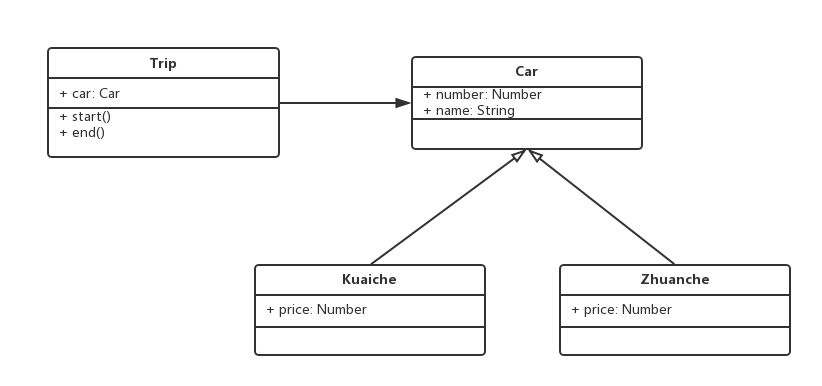 Trip
+ car: Car
+ start()
+ end()
Car
+ number: Number
+ name: String
Kuaiche
+ price: Number
Zhuanche
+ price: Number